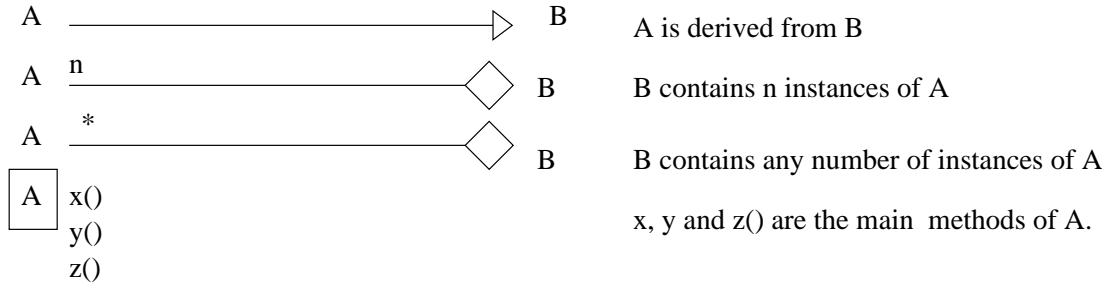 A B A is derived from B
A n B B contains n instances of A
A * B B contains any number of instances of A
A x() x, y and z() are the main methods of A.
y()
z()